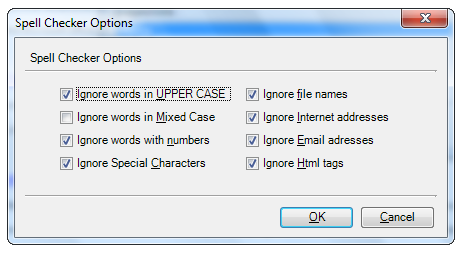 Spell Checker Options
Spell Checker Options
Ignore words in UPPER CASE
Ignore file names
Ignore words in Mixed Case
Ignore Internet addresses
Ignore words with numbers
Ignore Email adresses
Ignore Special Characters
Ignore Html tags
OK
Cancel